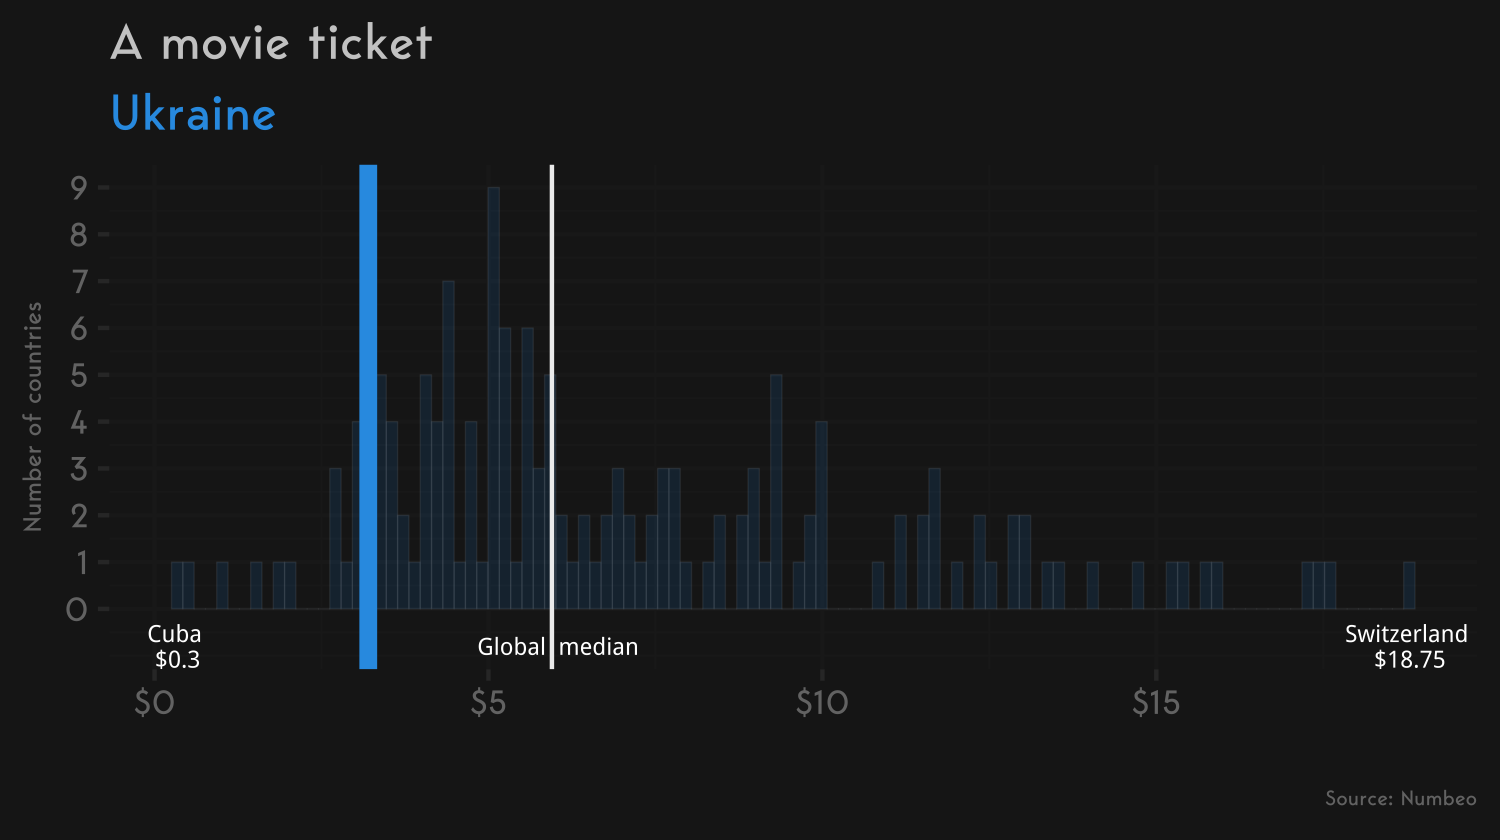 A movie ticket
Ukraine
Number of countries
9
8
7
6
5
4
3
2
1
0
Cuba
$0.3
Global median
Switzerland
$18.75
$0 $5 $10 $15
Source: Numbeo